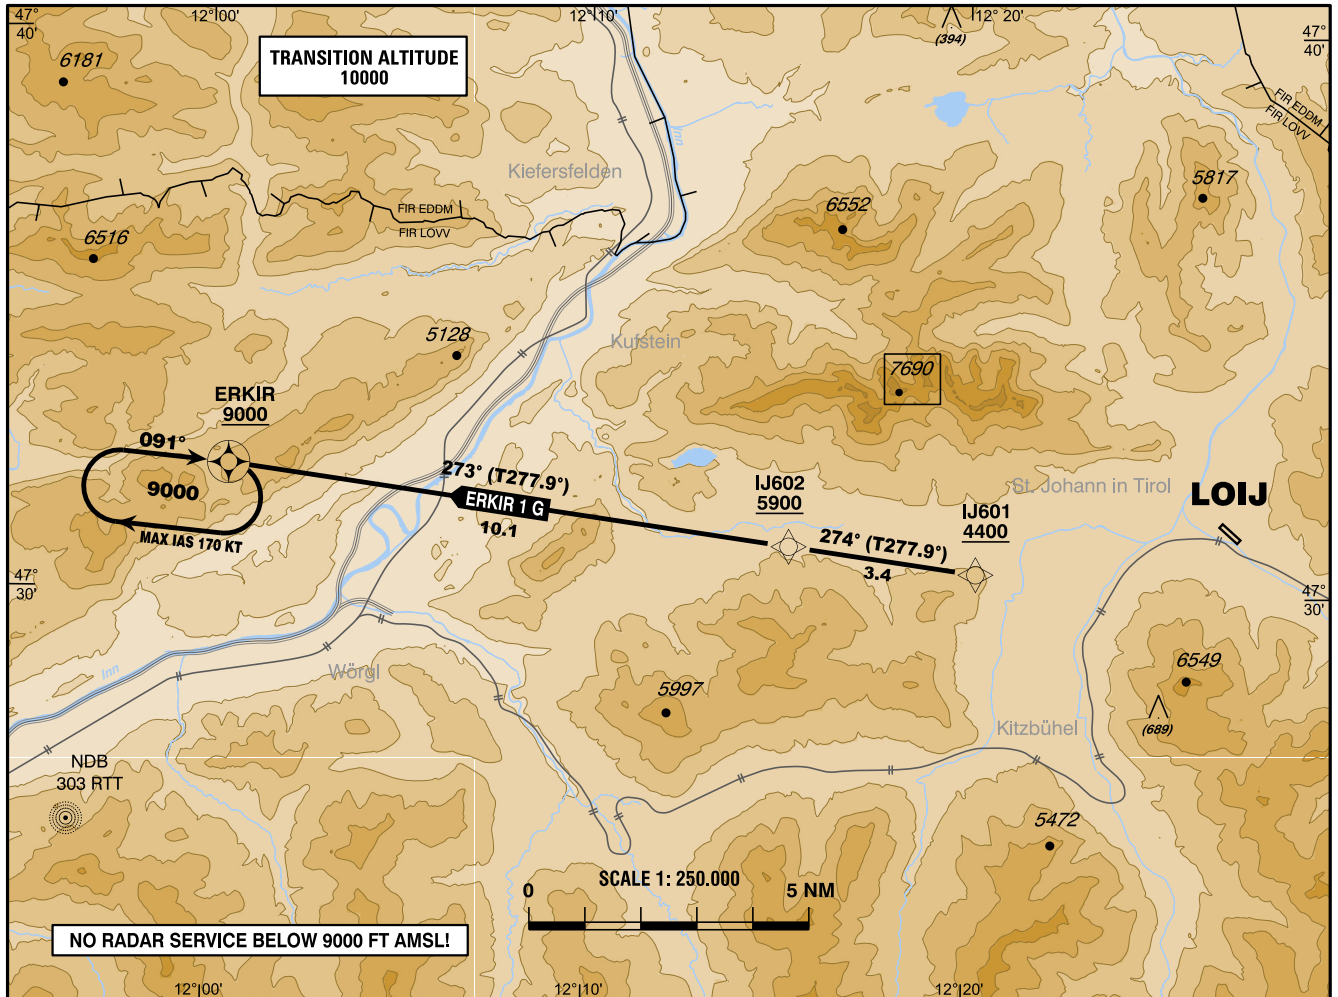 47°
40'
12°00'
12°10'
12°20'
47°
40'
(394)
6181
TRANSITION ALTITUDE
10000
FIR EDDM
FIR LOVV
Inn
Kiefersfelden
5817
6552
FIR EDDM
FIR LOVV
6516
5128
Kufstein
7690
ERKIR
9000
091°
9000
MAX IAS 170 KT
273° (T277.9°)
ERKIR 1 G
10.1
IJ602
5900
St. Johann in Tirol
LOIJ
IJ601
4400
274° (T277.9°)
3.4
47°
30'
47°
30'
Inn
Wörgl
5997
6549
(689)
Kitzbühel
NDB
303 RTT
5472
SCALE 1: 250.000
0
5 NM
NO RADAR SERVICE BELOW 9000 FT AMSL!
12°00'
12°10'
12°20'